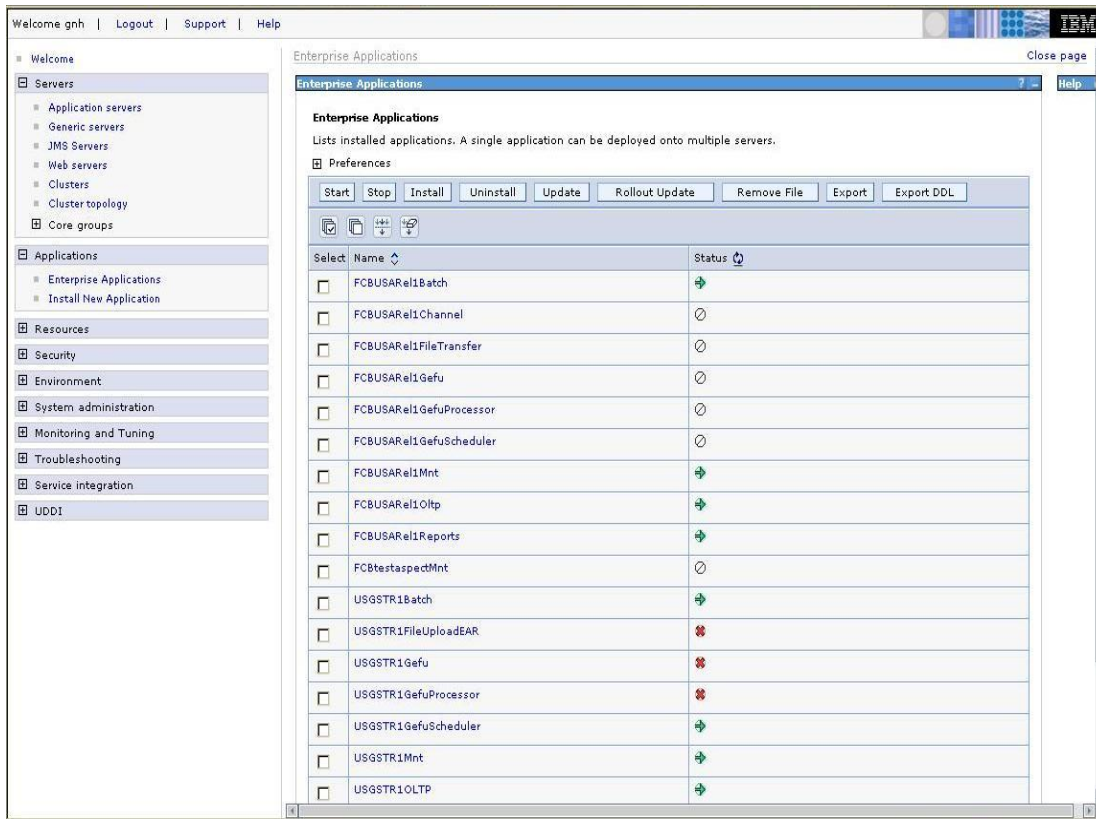 Welcome gnh | Logout | Support | Help
IBM
Welcome
Servers
Application servers
Generic servers
JMS Servers
Web servers
Clusters
Cluster topology
Core groups
Applications
Enterprise Applications
Install New Application
Resources
Security
Environment
System administration
Monitoring and Tuning
Troubleshooting
Service integration
UDDI
Enterprise Applications
Close page
Enterprise Applications ? -
Help
Enterprise Applications
Lists installed applications. A single application can be deployed onto multiple servers.
Preferences
Start Stop Install Uninstall Update Rollout Update Remove File Export Export DDL
Select Name Status
FCBUSARel1Batch
FCBUSARel1Channel
FCBUSARel1FileTransfer
FCBUSARel1Gefu
FCBUSARel1GefuProcessor
FCBUSARel1GefuScheduler
FCBUSARel1Mnt
FCBUSARel1Oltp
FCBUSARel1Reports
FCBtestaspectMnt
USGSTR1Batch
USGSTR1FileUploadEAR
USGSTR1Gefu
USGSTR1GefuProcessor
USGSTR1GefuScheduler
USGSTR1Mnt
USGSTR1OLTP